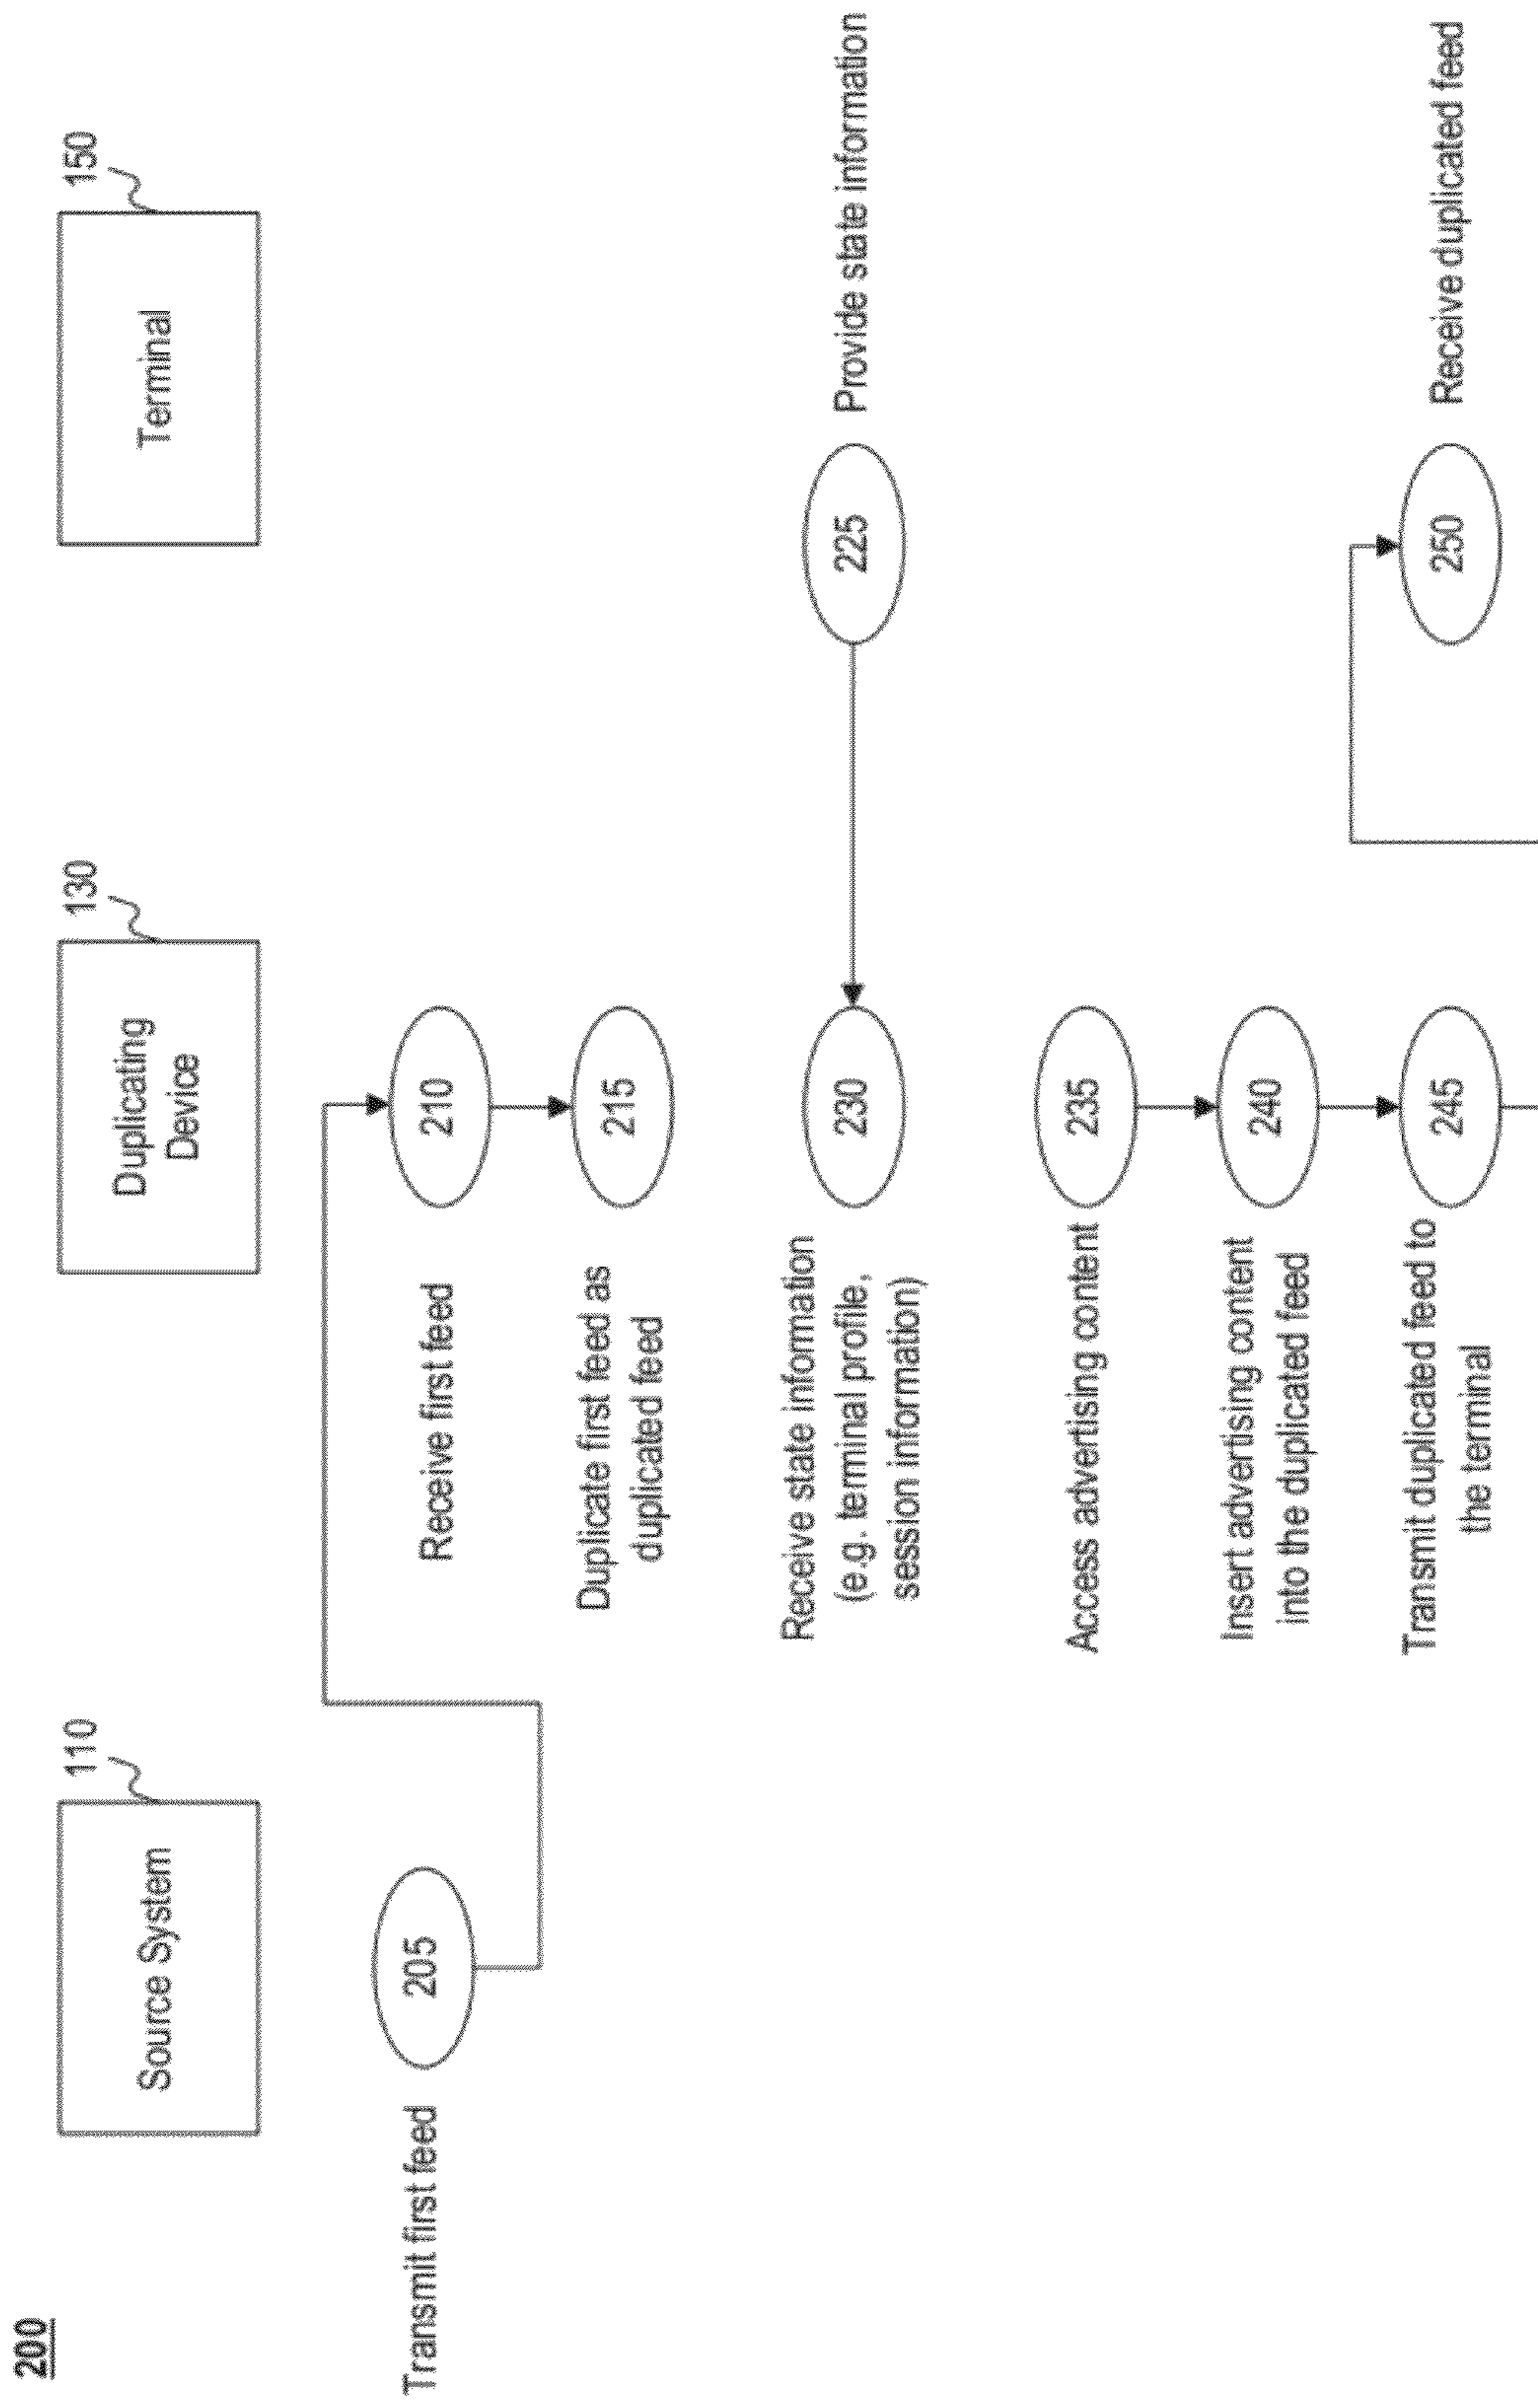 200
110
130
150
Source System
Duplicating
Device
Terminal
Transmit first feed
205
Receive first feed
210
Duplicate first feed as
duplicated feed
215
Receive state information
(e.g. terminal profile,
session information)
230
225
Provide state information
Access advertising content
235
Insert advertising content
into the duplicated feed
240
Transmit duplicated feed to
the terminal
245
250
Receive duplicated feed